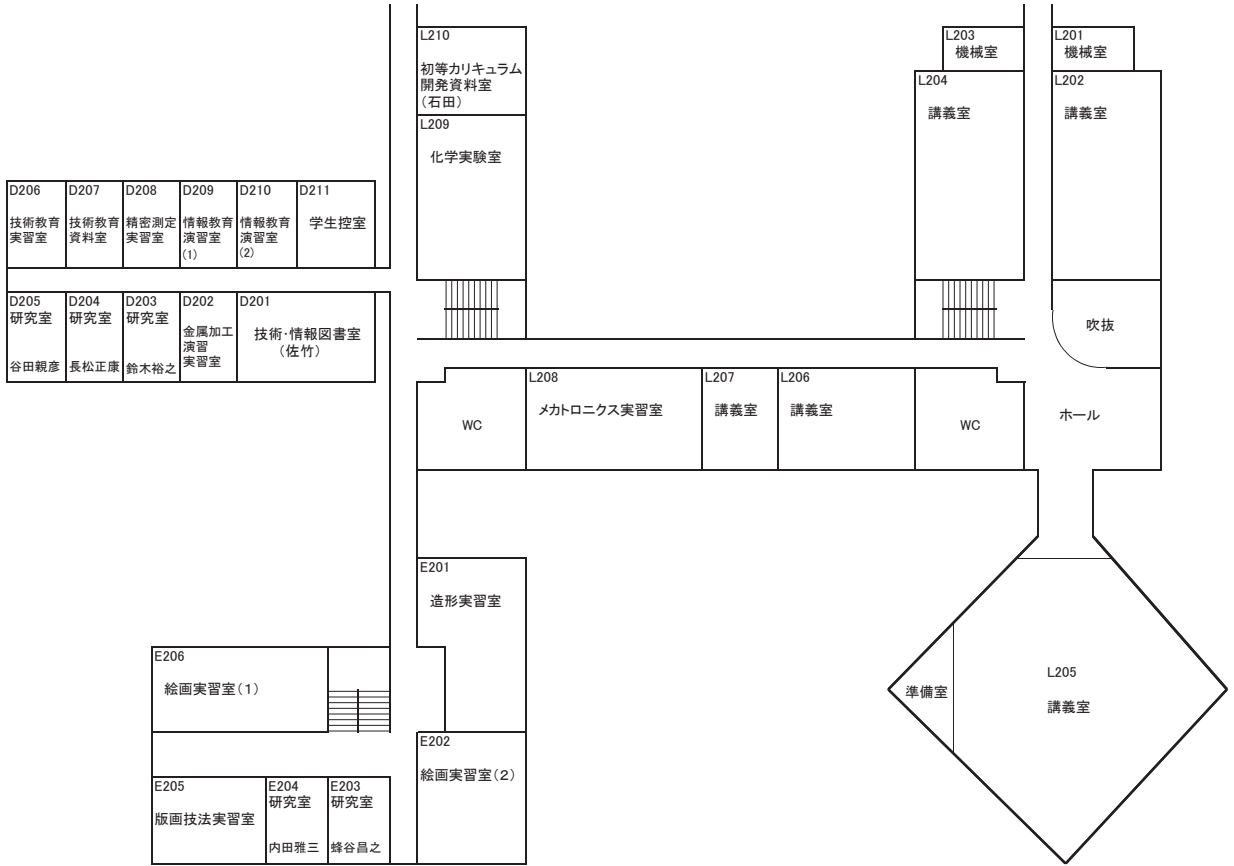 L210
初等カリキュラム
開発資料室
(石田)
L209
化学実験室
L203
機械室
L201
機械室
L204
講義室
L202
講義室
D206
技術教育
実習室
D207
技術教育
資料室
D208
精密測定
実習室
D209
情報教育
演習室
(1)
D210
情報教育
演習室
(2)
D211
学生控室
D205
研究室
谷田親彦
D204
研究室
長松正康
D203
研究室
鈴木裕之
D202
金属加工
演習
実習室
D201
技術・情報図書室
(佐竹)
吹抜
WC
L208
メカトロニクス実習室
L207
講義室
L206
講義室
WC
ホール
E201
造形実習室
E206
絵画実習室(1)
E202
絵画実習室(2)
E205
版画技法実習室
E204
研究室
内田雅三
E203
研究室
蜂谷昌之
準備室
L205
講義室